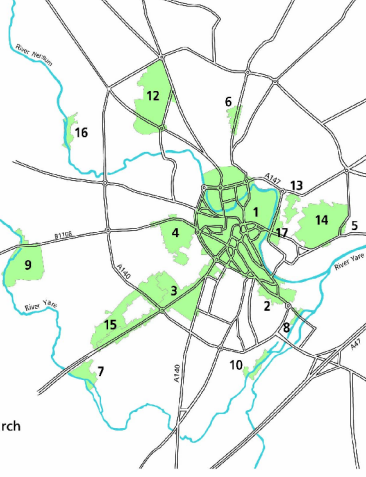 River Wensum
12
6
16
A147
13
1
14
5
17
4
B1108
River Yare
9
A140
3
2
River Yare
8
15
10
7
A140
A47
rch